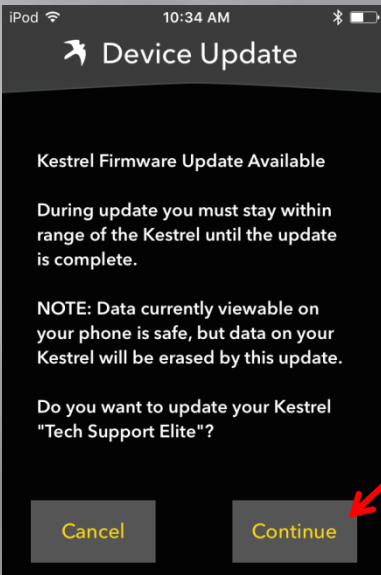 iPod 10:34 AM
Device Update
Kestrel Firmware Update Available
During update you must stay within
range of the Kestrel until the update
is complete.
NOTE: Data currently viewable on
your phone is safe, but data on your
Kestrel will be erased by this update.
Do you want to update your Kestrel
"Tech Support Elite"?
Cancel Continue